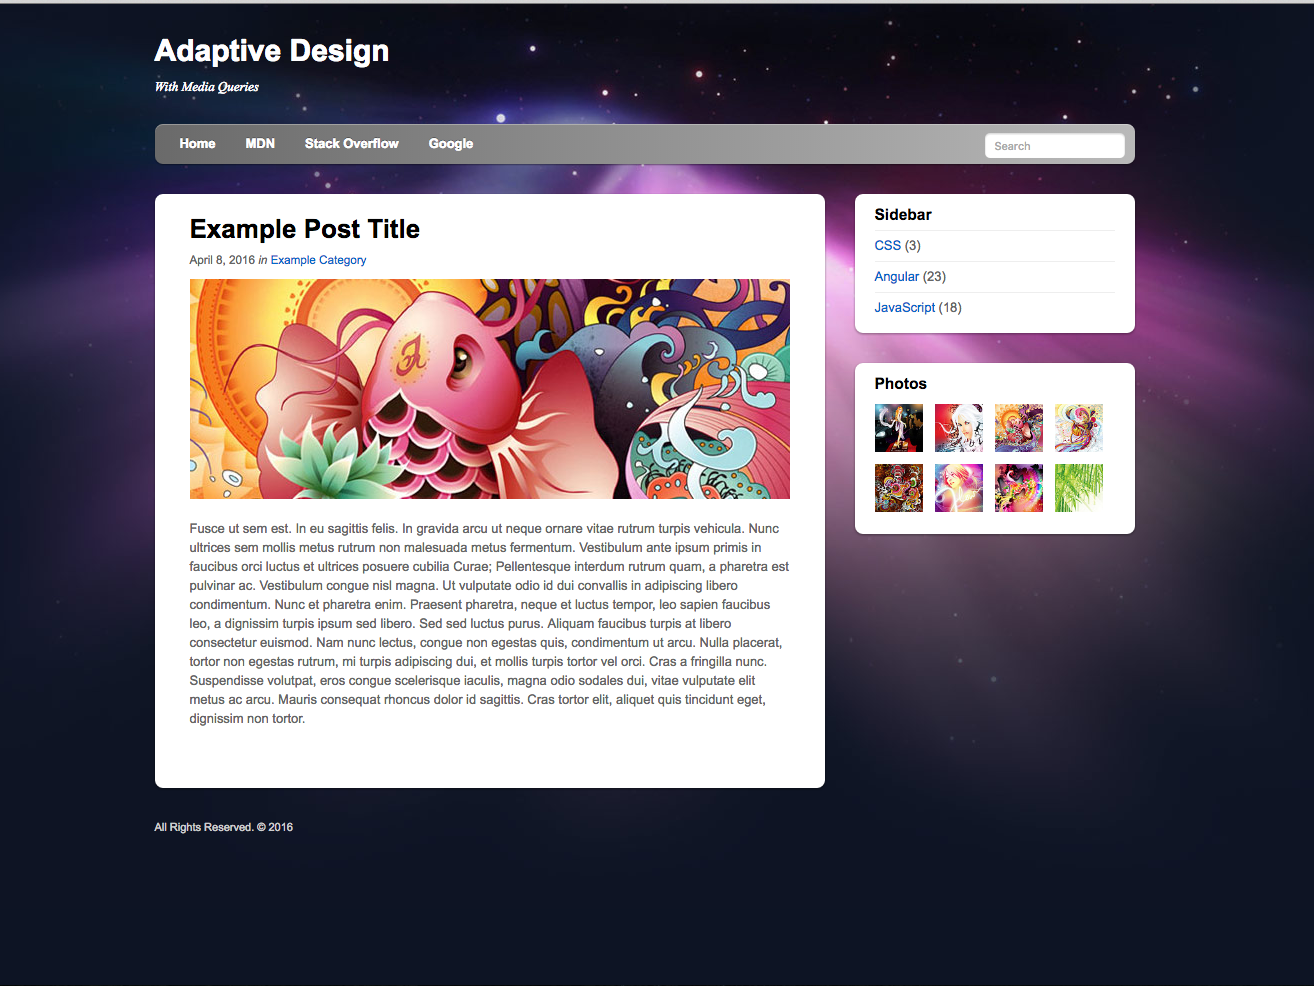 Adaptive Design
With Media Queries
Home MDN Stack Overflow Google Search
Example Post Title
April 8, 2016 in Example Category
Fusce ut sem est. In eu sagittis felis. In gravida arcu ut neque ornare vitae rutrum turpis vehicula. Nunc
ultrices sem mollis metus rutrum non malesuada metus fermentum. Vestibulum ante ipsum primis in
faucibus orci luctus et ultrices posuere cubilia Curae; Pellentesque interdum rutrum quam, a pharetra est
pulvinar ac. Vestibulum congue nisl magna. Ut vulputate odio id dui convallis in adipiscing libero
condimentum. Nunc et pharetra enim. Praesent pharetra, neque et luctus tempor, leo sapien faucibus
leo, a dignissim turpis ipsum sed libero. Sed sed luctus purus. Aliquam faucibus turpis at libero
consectetur euismod. Nam nunc lectus, congue non egestas quis, condimentum ut arcu. Nulla placerat,
tortor non egestas rutrum, mi turpis adipiscing dui, et mollis turpis tortor vel orci. Cras a fringilla nunc.
Suspendisse volutpat, eros congue scelerisque iaculis, magna odio sodales dui, vitae vulputate elit
metus ac arcu. Mauris consequat rhoncus dolor id sagittis. Cras tortor elit, aliquet quis tincidunt eget,
dignissim non tortor.
Sidebar
CSS (3)
Angular (23)
JavaScript (18)
Photos
All Rights Reserved. © 2016